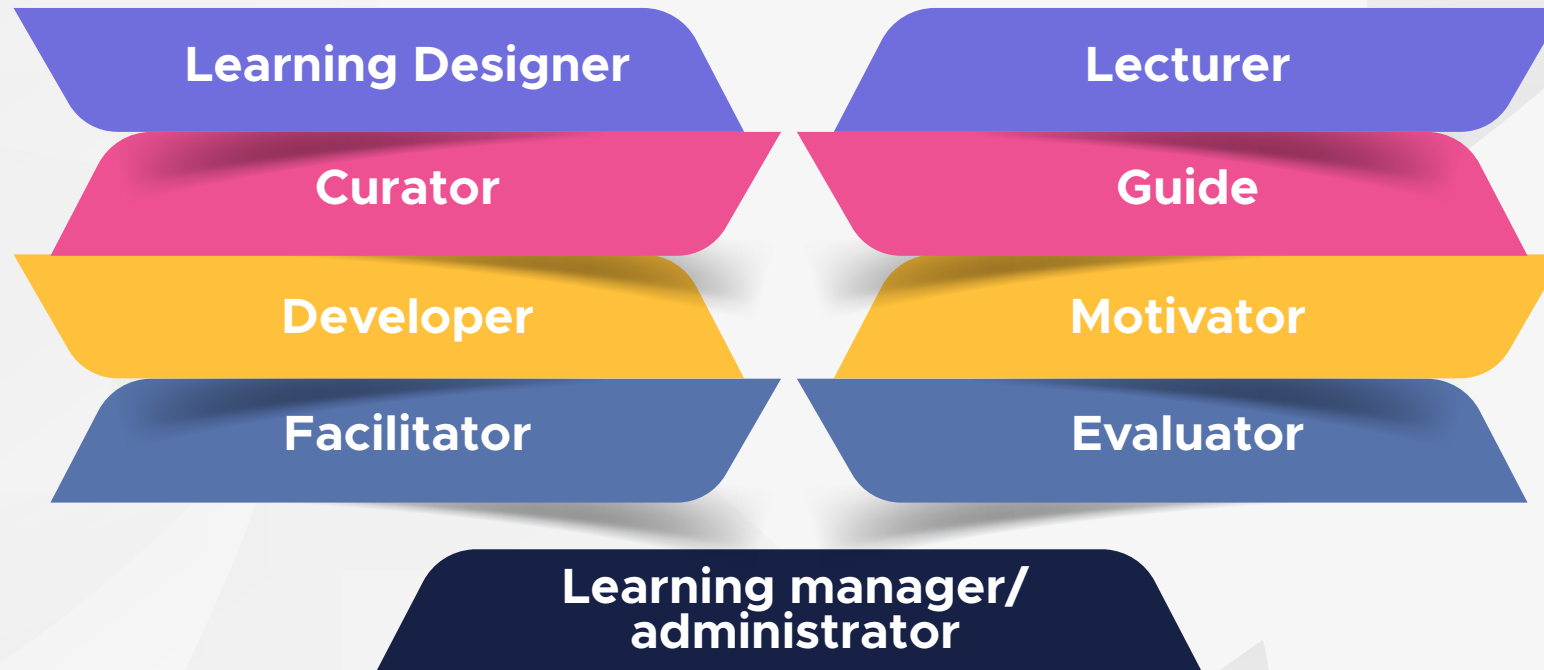 Learning Designer
Lecturer
Curator
Guide
Developer
Motivator
Facilitator
Evaluator
Learning manager/
administrator